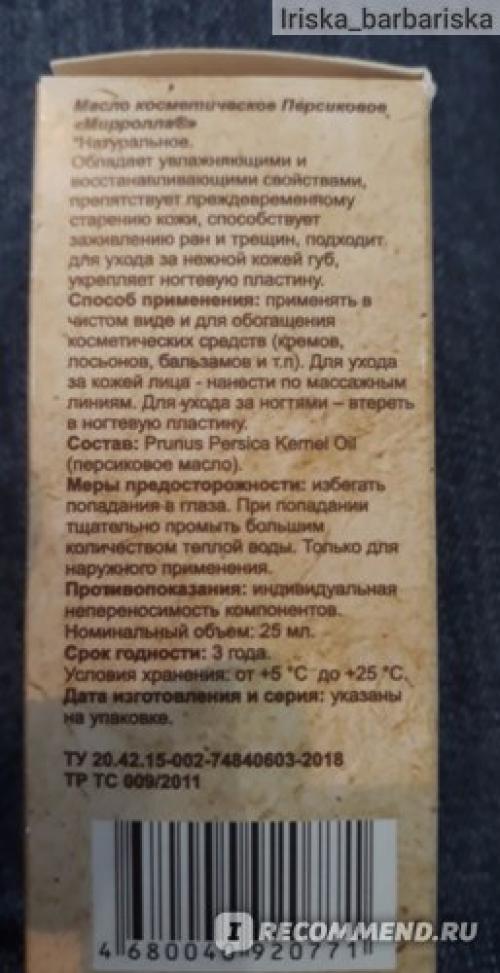 Iriska_barbariska
Масло косметическое Персиковое
«Мирролла®»
*Натуральное.
Обладает увлажняющими и
восстанавливающими свойствами,
препятствует преждевременному
старению кожи, способствует
заживлению ран и трещин, подходит
для ухода за нежной кожей губ,
укрепляет ногтевую пластину.
Способ применения: применять в
чистом виде и для обогащения
косметических средств (кремов,
лосьонов, бальзамов и т.п). Для ухода
за кожей лица - нанести по массажным
линиям. Для ухода за ногтями – втереть
в ногтевую пластину.
Состав: Prunus Persica Kernel Oil
(персиковое масло).
Меры предосторожности: избегать
попадания в глаза. При попадании
тщательно промыть большим
количеством теплой воды. Только для
наружного применения.
Противопоказания: индивидуальная
непереносимость компонентов.
Номинальный объем: 25 мл.
Срок годности: 3 года.
Условия хранения: от +5 °С до +25 °С.
Дата изготовления и серия: указаны
на упаковке.
ТУ 20.42.15-002-74840603-2018
ТР ТС 009/2011
4 680040 920771
I RECOMMEND.RU